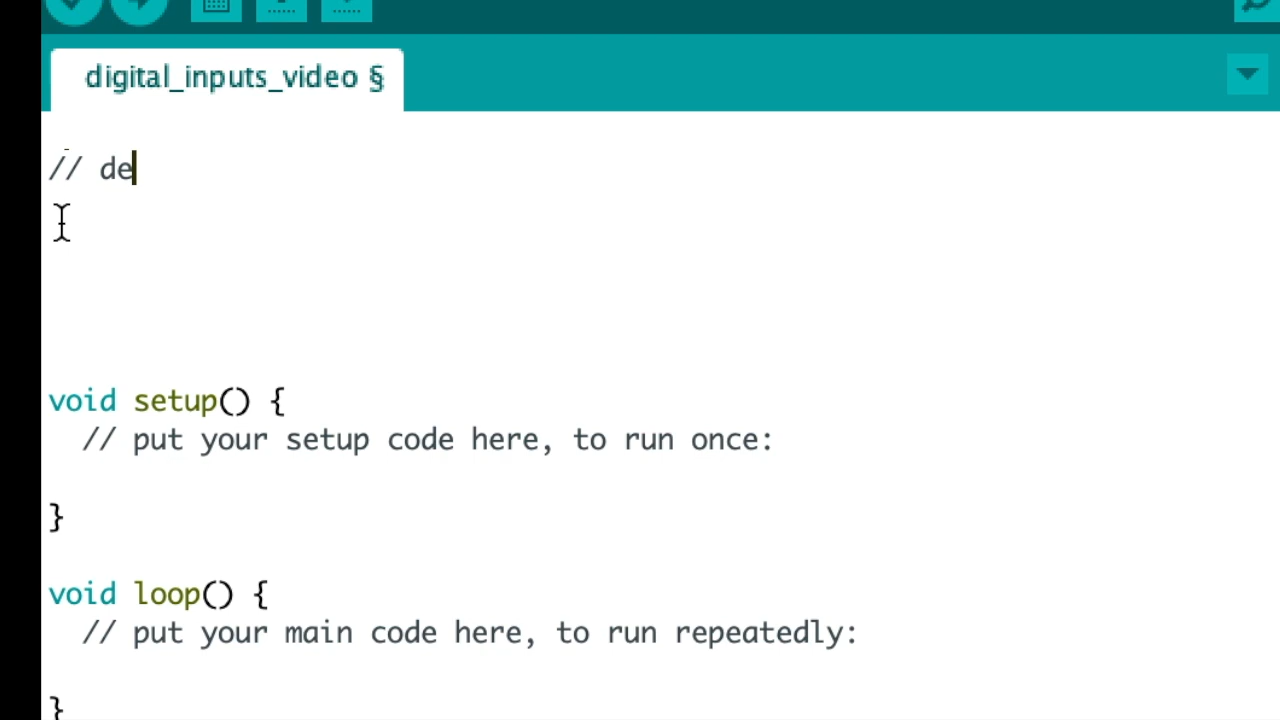 digital_inputs_video §
// de
void setup() {
  // put your setup code here, to run once:
}
void loop() {
  // put your main code here, to run repeatedly:
}